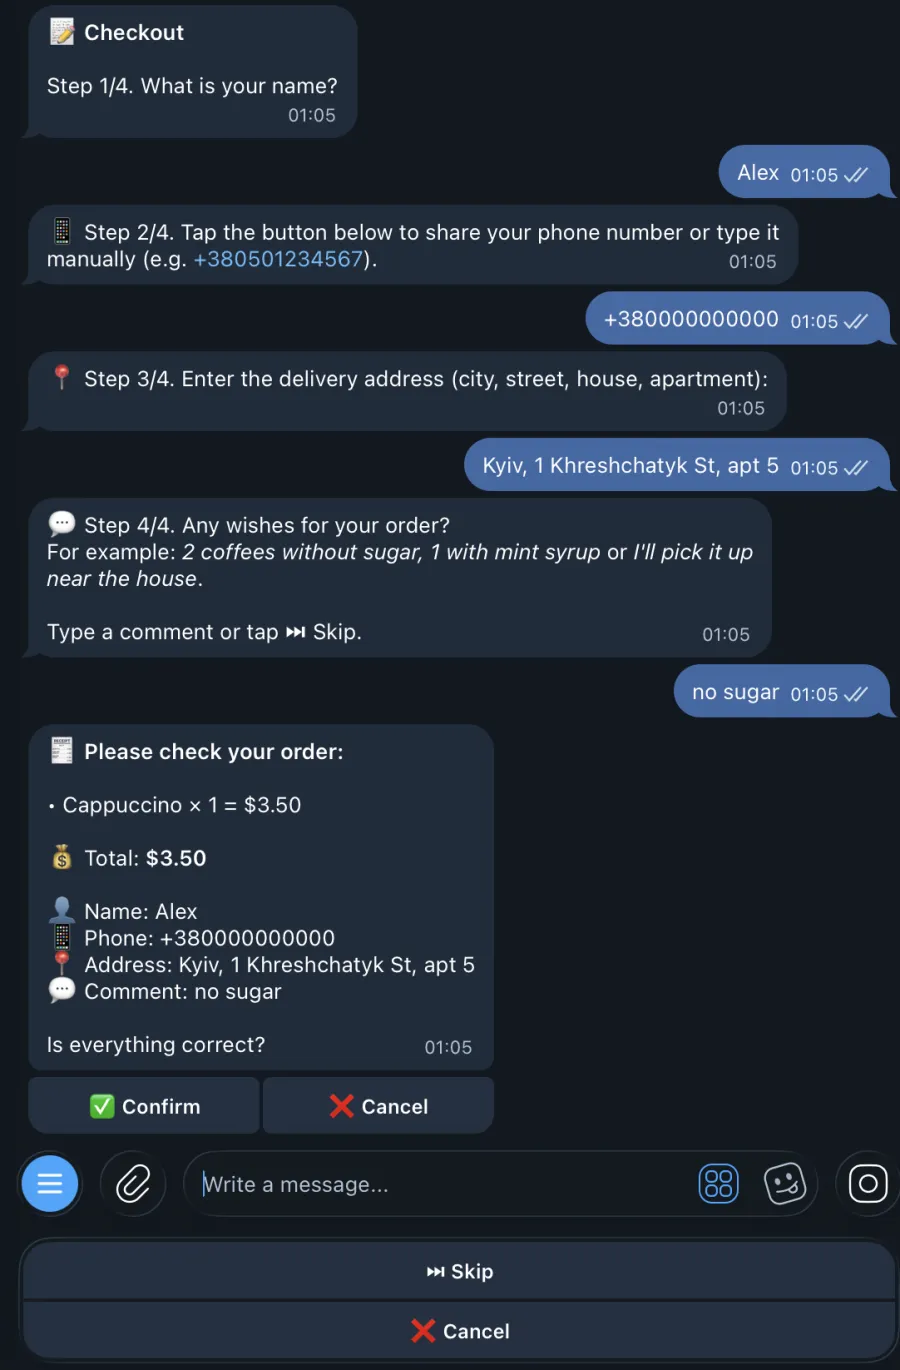 📝 Checkout
Step 1/4. What is your name?
01:05
Alex 01:05
📱 Step 2/4. Tap the button below to share your phone number or type it
manually (e.g. +380501234567).
01:05
+380000000000 01:05
📍 Step 3/4. Enter the delivery address (city, street, house, apartment):
01:05
Kyiv, 1 Khreshchatyk St, apt 5 01:05
💬 Step 4/4. Any wishes for your order?
For example: 2 coffees without sugar, 1 with mint syrup or I'll pick it up
near the house.
Type a comment or tap ⏭ Skip.
01:05
no sugar 01:05
🧾 Please check your order:
• Cappuccino × 1 = $3.50
💰 Total: $3.50
👤 Name: Alex
📱 Phone: +380000000000
📍 Address: Kyiv, 1 Khreshchatyk St, apt 5
💬 Comment: no sugar
Is everything correct?
01:05
✅ Confirm
❌ Cancel
Write a message...
⏭ Skip
❌ Cancel